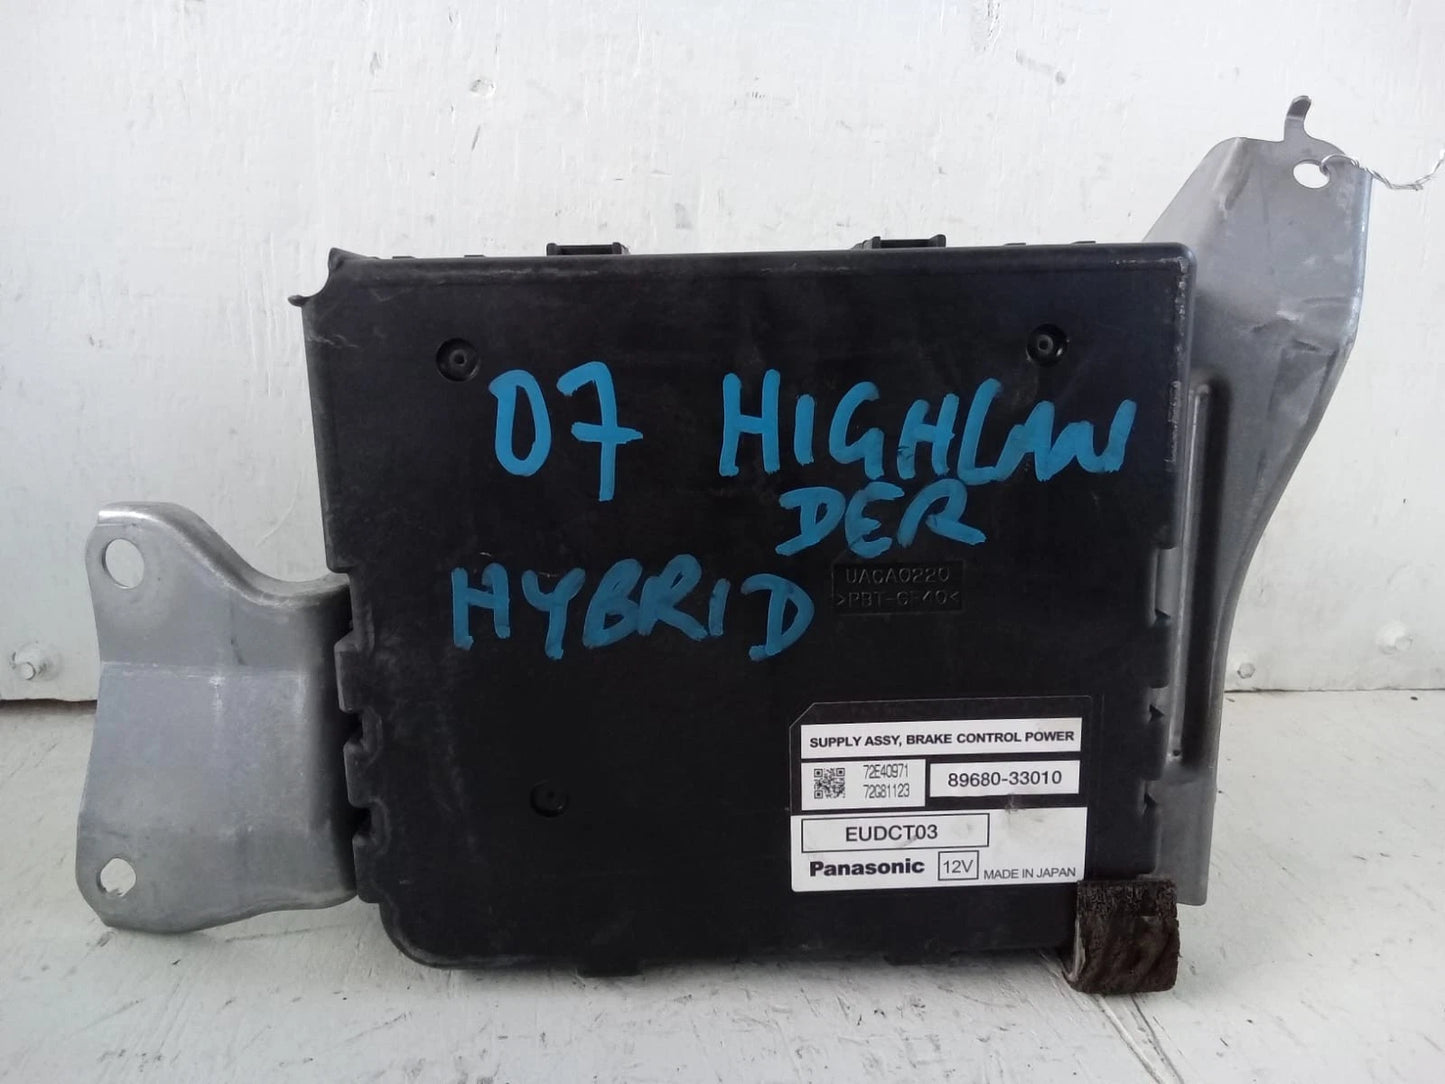 07 HIGHLAN
DER
HYBRID
UACA0220
>PBT-GF40<
SUPPLY ASSY, BRAKE CONTROL POWER
72E40971
72G81123
89680-33010
EUDCT03
Panasonic 12V MADE IN JAPAN